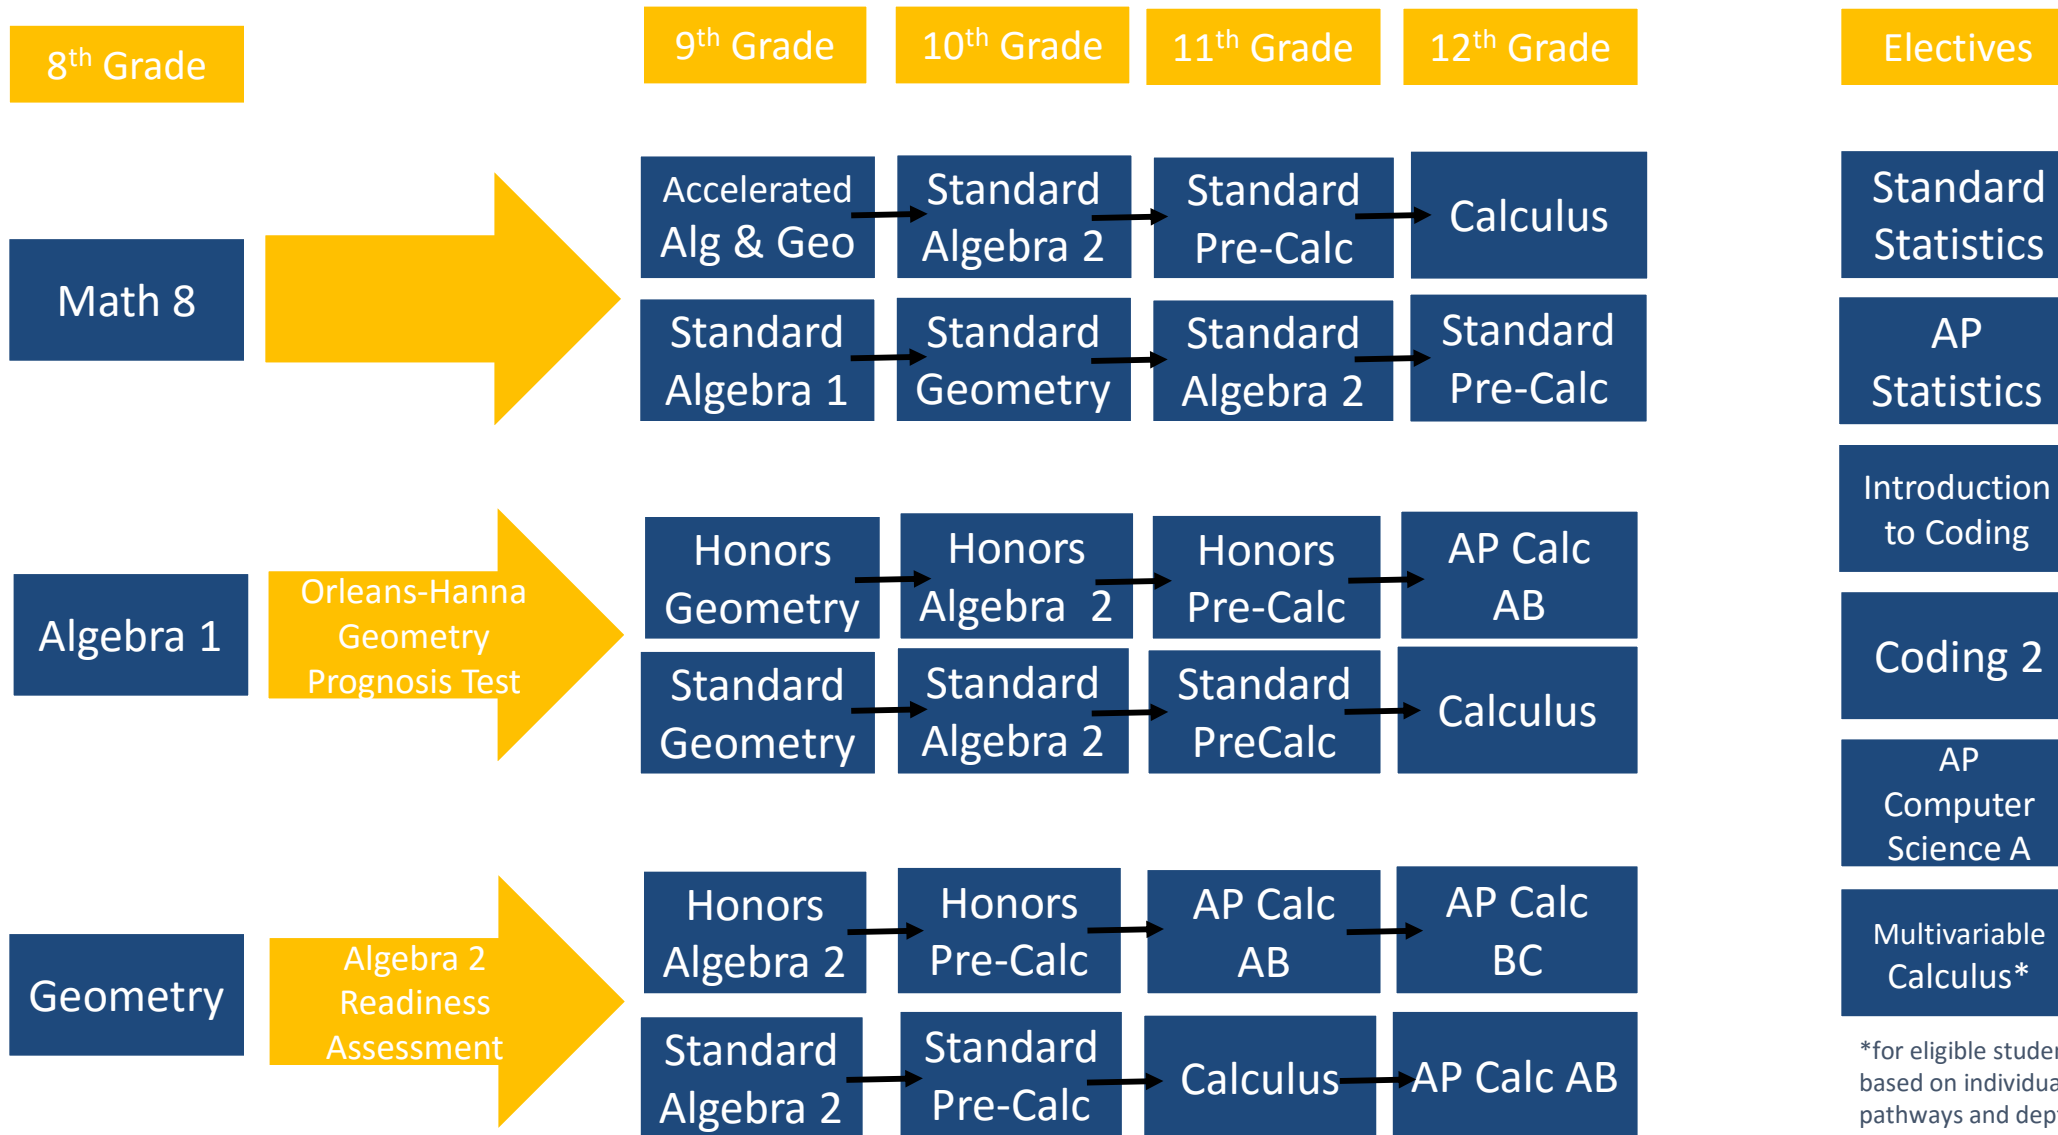 8th Grade
9th Grade
10th Grade
11th Grade
12th Grade
Electives
Math 8
Accelerated
Alg & Geo
Standard
Algebra 2
Standard
Pre-Calc
Calculus
Standard
Algebra 1
Standard
Geometry
Standard
Algebra 2
Standard
Pre-Calc
Algebra 1
Orleans-Hanna
Geometry
Prognosis Test
Honors
Geometry
Honors
Algebra 2
Honors
Pre-Calc
AP Calc
AB
Standard
Geometry
Standard
Algebra 2
Standard
PreCalc
Calculus
Geometry
Algebra 2
Readiness
Assessment
Honors
Algebra 2
Honors
Pre-Calc
AP Calc
AB
AP Calc
BC
Standard
Algebra 2
Standard
Pre-Calc
Calculus
AP Calc AB
Standard
Statistics
AP
Statistics
Introduction
to Coding
Coding 2
AP
Computer
Science A
Multivariable
Calculus*
*for eligible
based on
pathways and